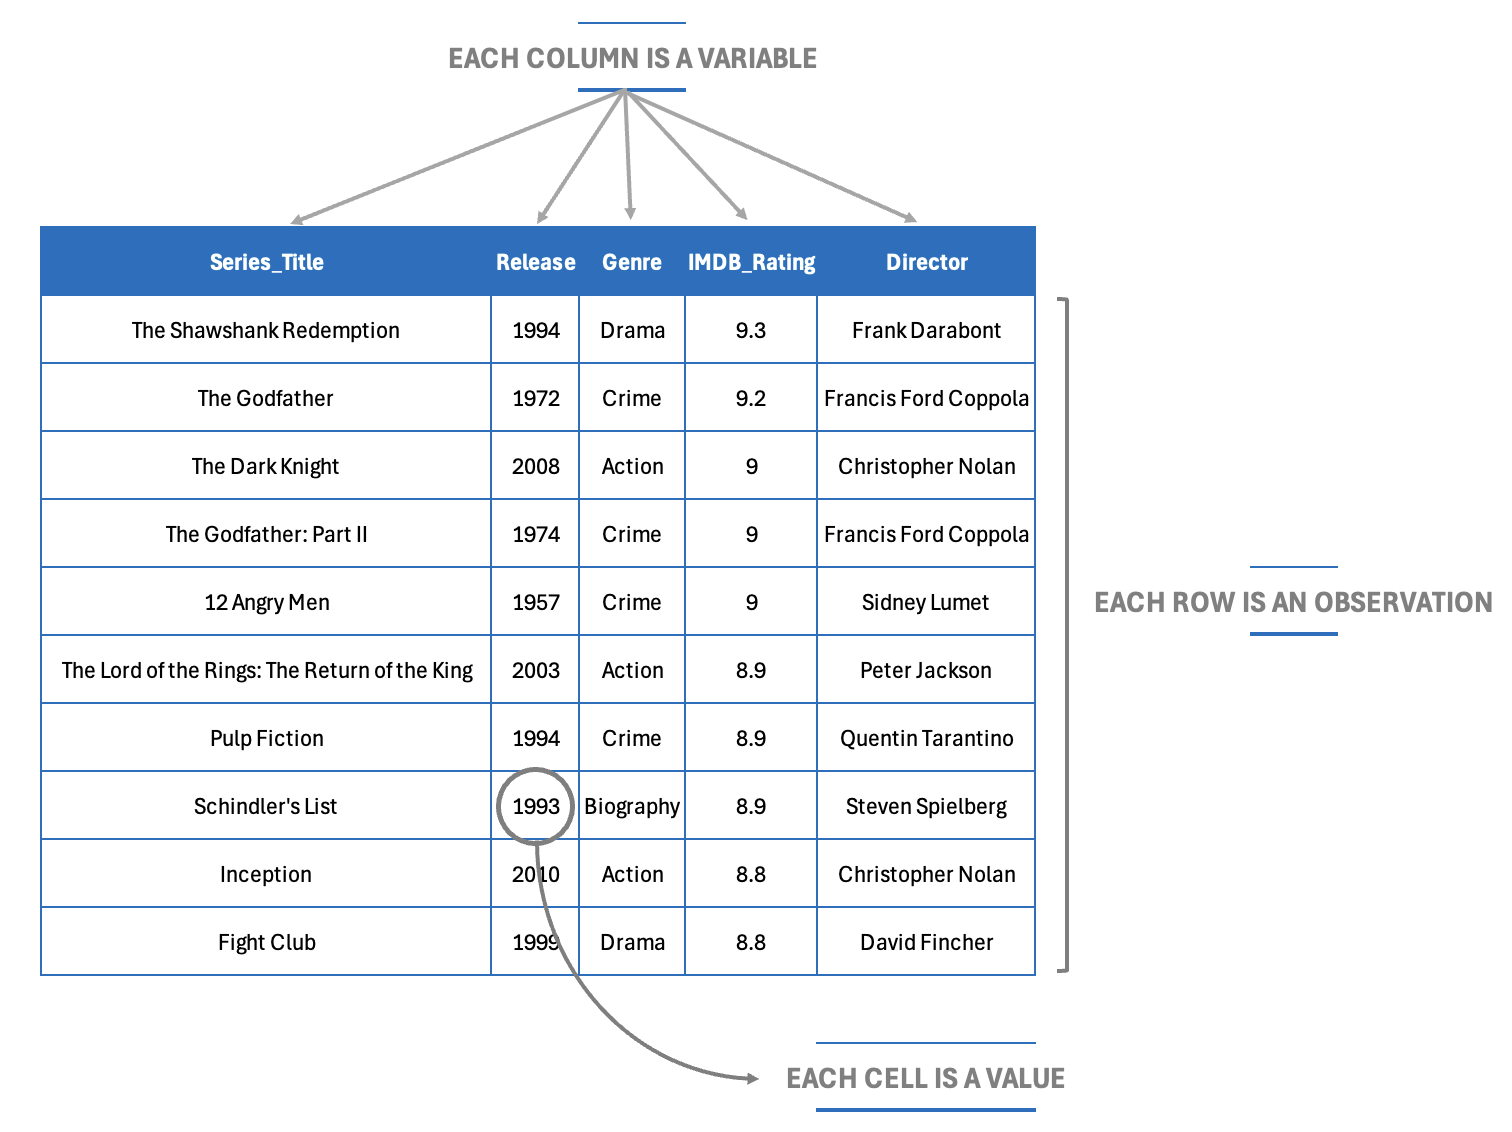 EACH COLUMN IS A VARIABLE
Series_Title Release Genre IMDB_Rating Director
The Shawshank Redemption 1994 Drama 9.3 Frank Darabont
The Godfather 1972 Crime 9.2 Francis Ford Coppola
The Dark Knight 2008 Action 9 Christopher Nolan
The Godfather: Part II 1974 Crime 9 Francis Ford Coppola
12 Angry Men 1957 Crime 9 Sidney Lumet
EACH ROW IS AN OBSERVATION
The Lord of the Rings: The Return of the King 2003 Action 8.9 Peter Jackson
Pulp Fiction 1994 Crime 8.9 Quentin Tarantino
Schindler's List 1993 Biography 8.9 Steven Spielberg
Inception 2010 Action 8.8 Christopher Nolan
Fight Club 1999 Drama 8.8 David Fincher
EACH CELL IS A VALUE